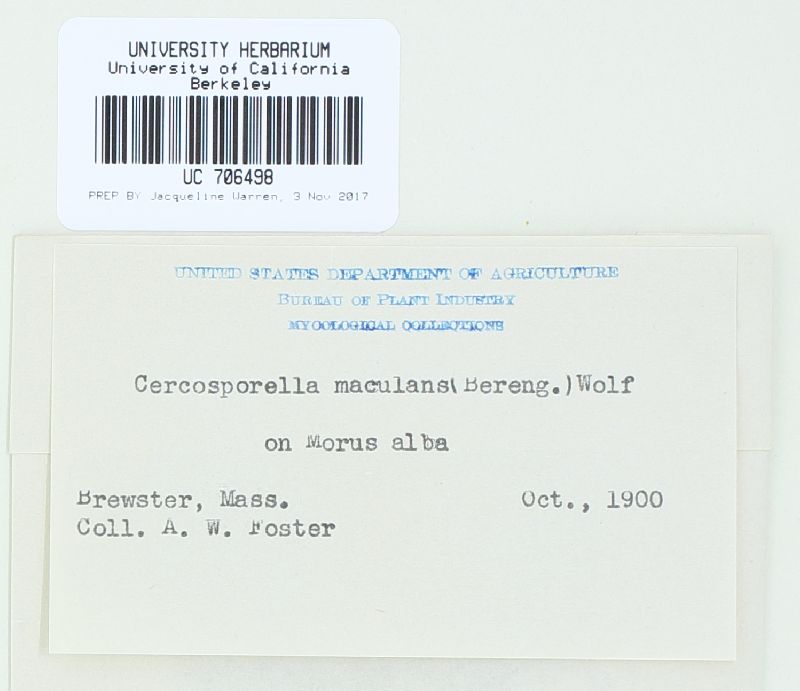 UNIVERSITY HERBARIUM
University of California
Berkeley
UC 706498
PREP BY Jacqueline Warren, 3 Nov 2017
UNITED STATES DEPARTMENT OF AGRICULTURE
BUREAU OF PLANT INDUSTRY
MYCOLOGICAL COLLECTIONS
Cercosporella maculans(Bereng.)Wolf
on Morus alba
Brewster, Mass. Oct., 1900
Coll. A. W. Foster